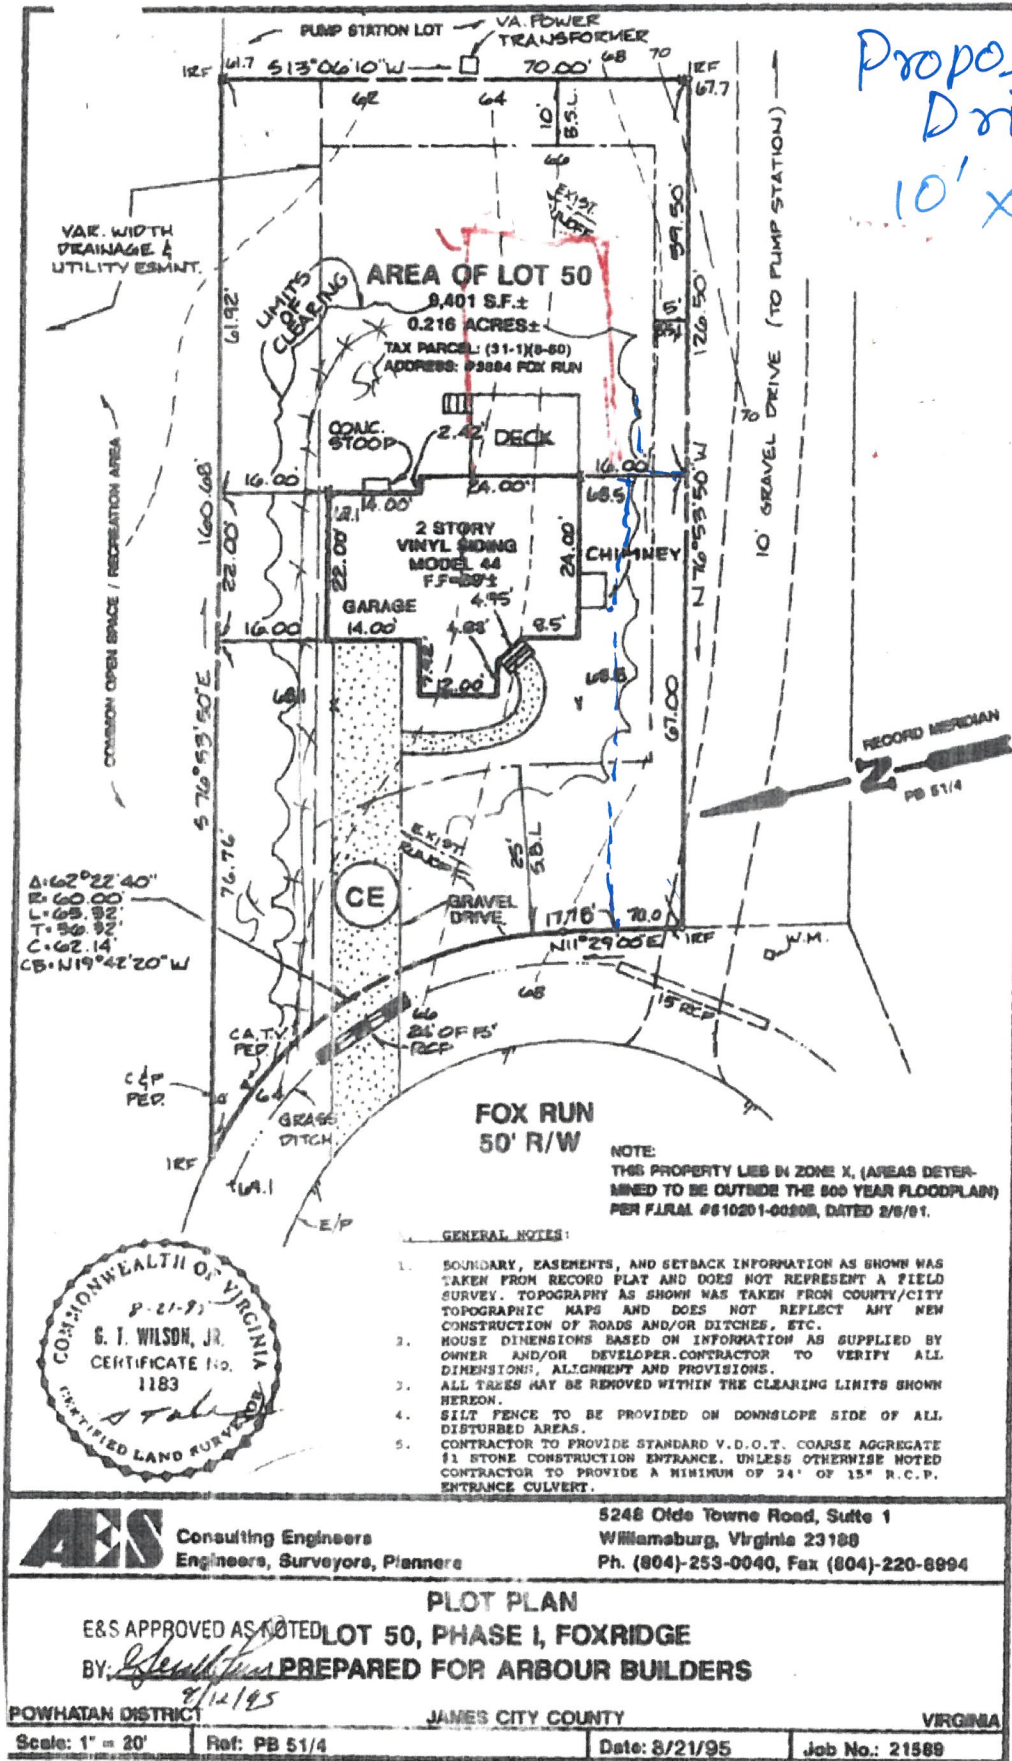 PUMP STATION LOT
VA. POWER
TRANSFORMER
IRF
61.7
S13°06'10"W
70.00'
68
70
IRF
67.7
Propo
Dri
10' x
62
64
10'
B.S.L.
66
EXIST.
VAR. WIDTH
DRAINAGE &
UTILITY ESMNT.
LIMITS
OF
CLEARING
AREA OF LOT 50
9,401 S.F.±
0.216 ACRES±
TAX PARCEL: (31-1)(8-50)
ADDRESS: #3884 FOX RUN
61.92'
59.50'
126.50'
5'
10' GRAVEL DRIVE (TO PUMP STATION)
70
CONC.
STOOP
2.42'
DECK
16.00
14.00'
24.00'
16.00'
68.5
2 STORY
VINYL SIDING
MODEL 44
22.00'
22.00'
24.00'
CHIMNEY
GARAGE
14.00'
4.95'
8.5'
16.00
7.42'
12.00'
COMMON OPEN SPACE / RECREATION AREA
160.68'
S 76°53'50"E
N 76°53'50"W
67.00
RECORD MERIDIAN
N
PB 51/4
76.76'
25'
S.B.L.
EXIST.
CE
GRAVEL
DRIVE
17.76'
70.0
N11°29'00"E
IRF
W.M.
Δ=62°22'40"
R=60.00'
L=65.32'
T=36.32'
C=62.14'
CB=N19°42'20"W
68
15" RCP
66
24' OF 15"
RCP
C.A.T.V.
PED.
C&P
PED.
64
GRASS
DITCH
IRF
E/P
FOX RUN
50' R/W
NOTE:
THIS PROPERTY LIES IN ZONE X, (AREAS DETER-
MINED TO BE OUTSIDE THE 500 YEAR FLOODPLAIN)
PER F.I.R.M. #510201-0020B, DATED 2/6/91.
GENERAL NOTES:
1. BOUNDARY, EASEMENTS, AND SETBACK INFORMATION AS SHOWN WAS
TAKEN FROM RECORD PLAT AND DOES NOT REPRESENT A FIELD
SURVEY. TOPOGRAPHY AS SHOWN WAS TAKEN FROM COUNTY/CITY
TOPOGRAPHIC MAPS AND DOES NOT REFLECT ANY NEW
CONSTRUCTION OF ROADS AND/OR DITCHES, ETC.
2. HOUSE DIMENSIONS BASED ON INFORMATION AS SUPPLIED BY
OWNER AND/OR DEVELOPER. CONTRACTOR TO VERIFY ALL
DIMENSIONS, ALIGNMENT AND PROVISIONS.
3. ALL TREES MAY BE REMOVED WITHIN THE CLEARING LIMITS SHOWN
HEREON.
4. SILT FENCE TO BE PROVIDED ON DOWNSLOPE SIDE OF ALL
DISTURBED AREAS.
5. CONTRACTOR TO PROVIDE STANDARD V.D.O.T. COARSE AGGREGATE
#1 STONE CONSTRUCTION ENTRANCE. UNLESS OTHERWISE NOTED
CONTRACTOR TO PROVIDE A MINIMUM OF 24' OF 15" R.C.P.
ENTRANCE CULVERT.
COMMONWEALTH OF VIRGINIA
8-21-95
G. T. WILSON, JR.
CERTIFICATE No.
1183
CERTIFIED LAND SURVEYOR
AES
Consulting Engineers
Engineers, Surveyors, Planners
5248 Olde Towne Road, Suite 1
Williamsburg, Virginia 23188
Ph. (804)-253-0040, Fax (804)-220-8994
PLOT PLAN
E&S APPROVED AS NOTED
LOT 50, PHASE I, FOXRIDGE
BY:
PREPARED FOR ARBOUR BUILDERS
9/12/95
POWHATAN DISTRICT
JAMES CITY COUNTY
VIRGINIA
Scale: 1" = 20'
Ref: PB 51/4
Date: 8/21/95
Job No.: 21589